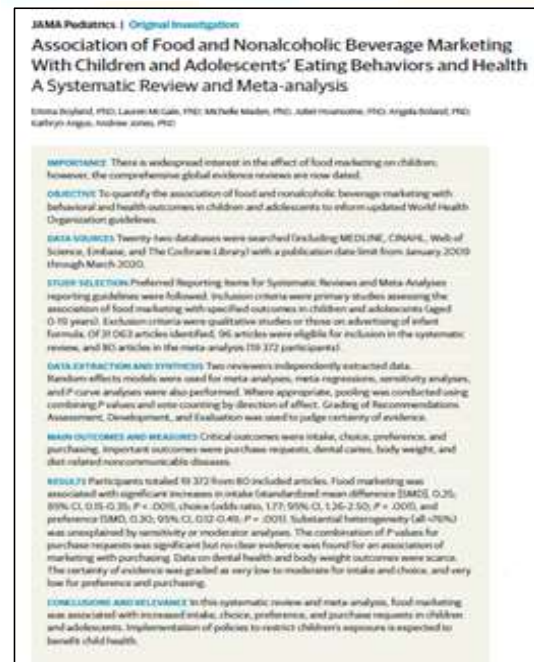 JAMA Pediatrics | Original Investigation
Association of Food and Nonalcoholic Beverage Marketing
With Children and Adolescents' Eating Behaviors and Health
A Systematic Review and Meta-analysis
Emma Boyland, PhD; Lauren McGale, PhD; Michelle Maden, PhD; Juliet Hounsome, PhD; Angela Boland, PhD;
Kathryn Angus; Andrew Jones, PhD
IMPORTANCE There is widespread interest in the effect of food marketing on children;
however, the comprehensive global evidence reviews are now dated.
OBJECTIVE To quantify the association of food and nonalcoholic beverage marketing with
behavioral and health outcomes in children and adolescents to inform updated World Health
Organization guidelines.
DATA SOURCES Twenty-two databases were searched (including MEDLINE, CINAHL, Web of
Science, Embase, and The Cochrane Library) with a publication date limit from January 2009
through March 2020.
STUDY SELECTION Preferred Reporting Items for Systematic Reviews and Meta-Analyses
reporting guidelines were followed. Inclusion criteria were primary studies assessing the
association of food marketing with specified outcomes in children and adolescents (aged
0-19 years). Exclusion criteria were qualitative studies or those on advertising of infant
formula. Of 31 063 articles identified, 96 articles were eligible for inclusion in the systematic
review, and 80 articles in the meta-analysis (19 372 participants).
DATA EXTRACTION AND SYNTHESIS Two reviewers independently extracted data.
Random-effects models were used for meta-analyses; meta-regressions, sensitivity analyses,
and P curve analyses were also performed. Where appropriate, pooling was conducted using
combining P values and vote counting by direction of effect. Grading of Recommendations
Assessment, Development, and Evaluation was used to judge certainty of evidence.
MAIN OUTCOMES AND MEASURES Critical outcomes were intake, choice, preference, and
purchasing. Important outcomes were purchase requests, dental caries, body weight, and
diet-related noncommunicable diseases.
RESULTS Participants totaled 19 372 from 80 included articles. Food marketing was
associated with significant increases in intake (standardized mean difference [SMD], 0.25;
95% CI, 0.15-0.35; P < .001), choice (odds ratio, 1.77; 95% CI, 1.26-2.50; P < .001), and
preference (SMD, 0.30; 95% CI, 0.12-0.49; P = .001). Substantial heterogeneity (all >76%)
was unexplained by sensitivity or moderator analyses. The combination of P values for
purchase requests was significant but no clear evidence was found for an association of
marketing with purchasing. Data on dental health and body weight outcomes were scarce.
The certainty of evidence was graded as very low to moderate for intake and choice, and very
low for preference and purchasing.
CONCLUSIONS AND RELEVANCE In this systematic review and meta-analysis, food marketing
was associated with increased intake, choice, preference, and purchase requests in children
and adolescents. Implementation of policies to restrict children's exposure is expected to
benefit child health.